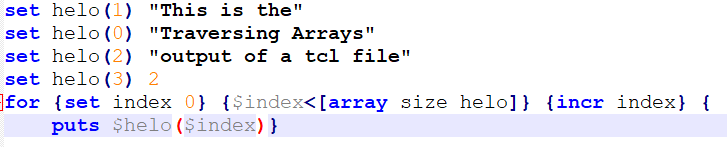 set helo(1) "This is the"
set helo(0) "Traversing Arrays"
set helo(2) "output of a tcl file"
set helo(3) 2
for {set index 0} {$index<[array size helo]} {incr index} {
puts $helo($index)}